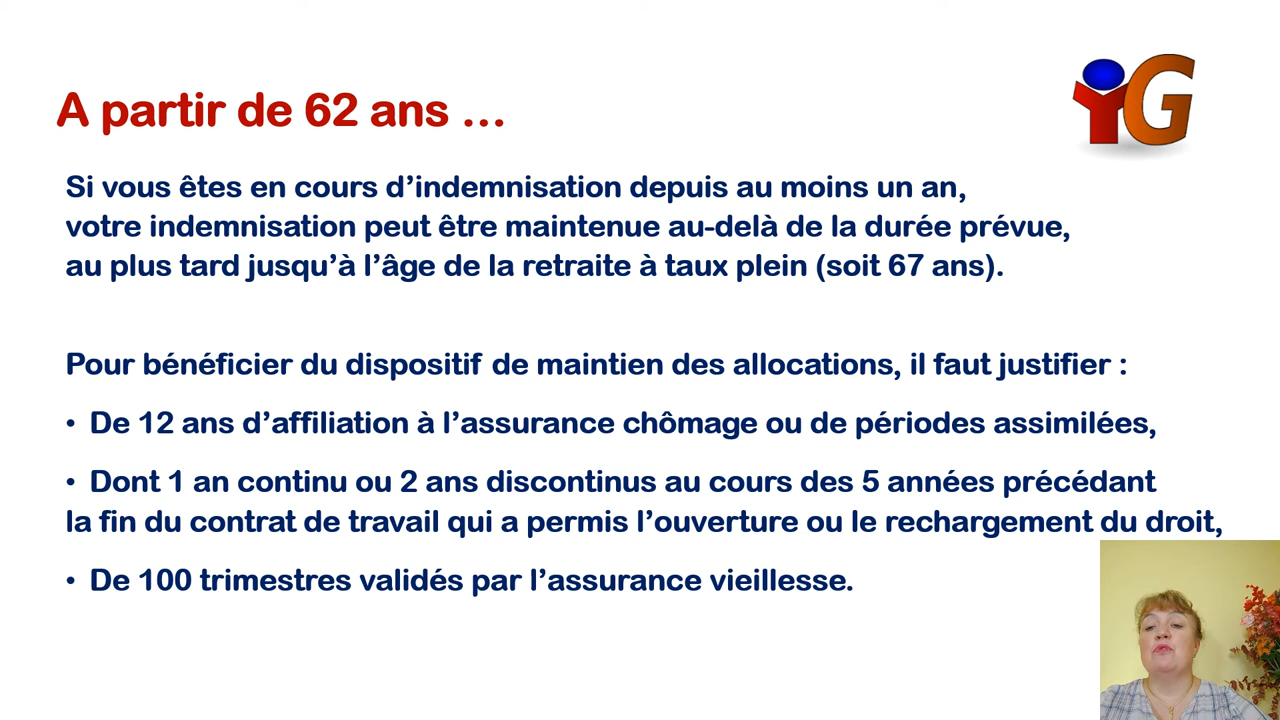 A partir de 62 ans …
YG
Si vous êtes en cours d’indemnisation depuis au moins un an,
votre indemnisation peut être maintenue au-delà de la durée prévue,
au plus tard jusqu’à l’âge de la retraite à taux plein (soit 67 ans).
Pour bénéficier du dispositif de maintien des allocations, il faut justifier :
• De 12 ans d’affiliation à l’assurance chômage ou de périodes assimilées,
• Dont 1 an continu ou 2 ans discontinus au cours des 5 années précédant
la fin du contrat de travail qui a permis l’ouverture ou le rechargement du droit,
• De 100 trimestres validés par l’assurance vieillesse.